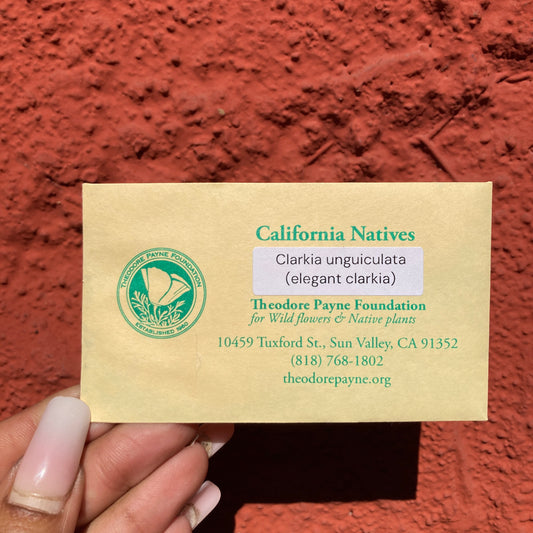 California Natives
Clarkia unguiculata
(elegant clarkia)
THEODORE PAYNE FOUNDATION
ESTABLISHED 1960
Theodore Payne Foundation
for Wild flowers & Native plants
10459 Tuxford St., Sun Valley, CA 91352
(818) 768-1802
theodorepayne.org